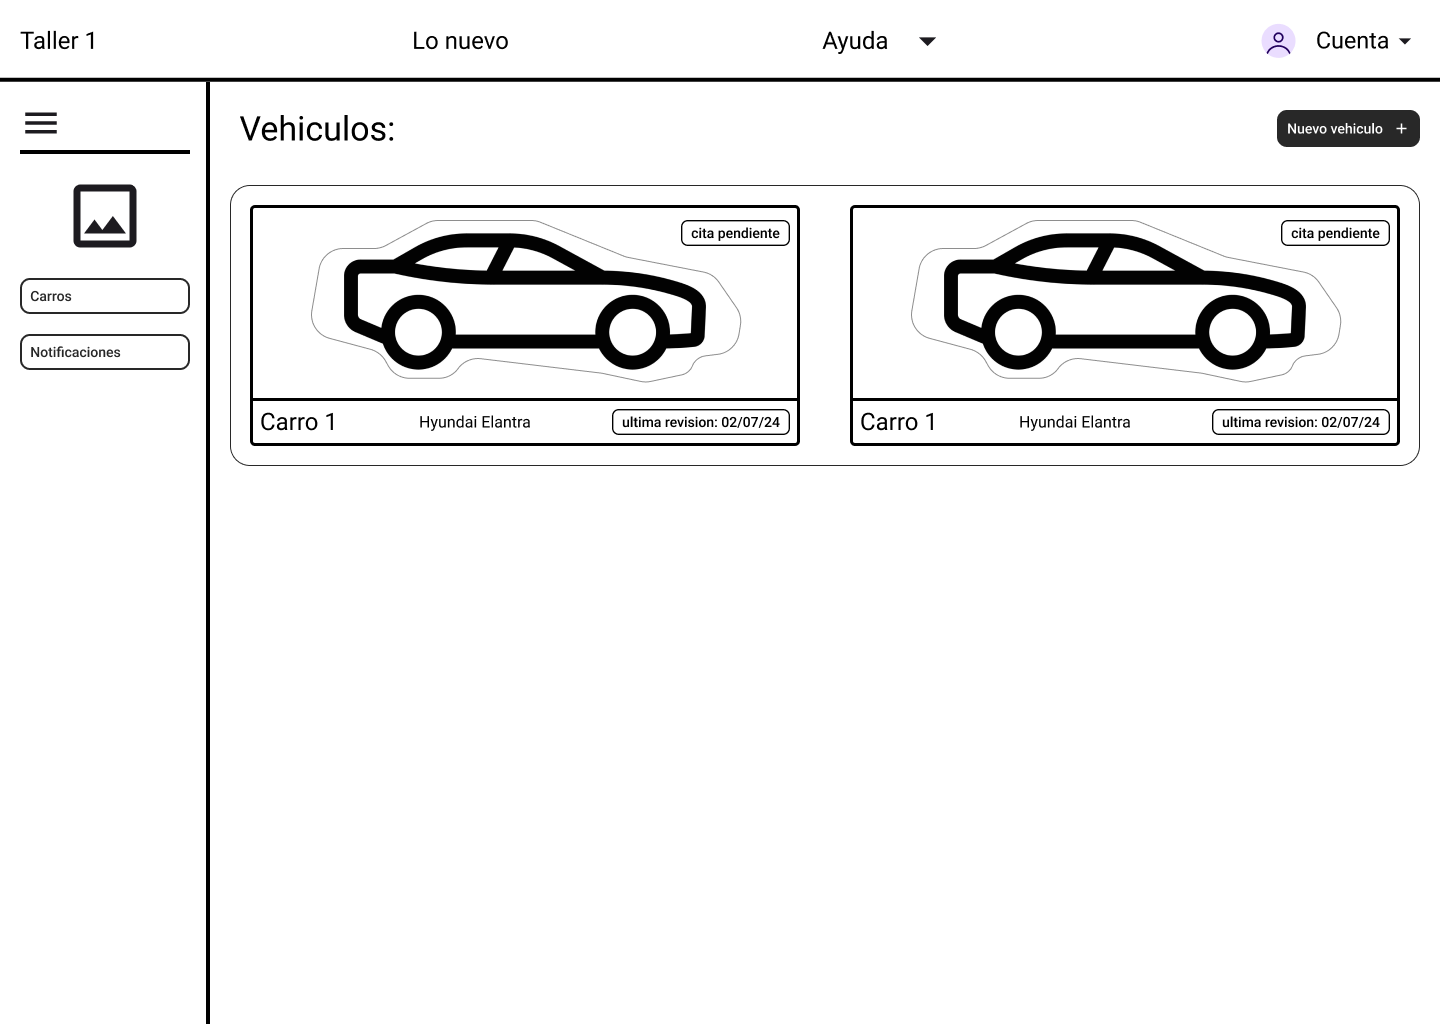 Taller 1
Lo nuevo
Ayuda
Cuenta
Vehiculos:
Nuevo vehiculo +
Carros
Notificaciones
cita pendiente
Carro 1
Hyundai Elantra
ultima revision: 02/07/24
cita pendiente
Carro 1
Hyundai Elantra
ultima revision: 02/07/24